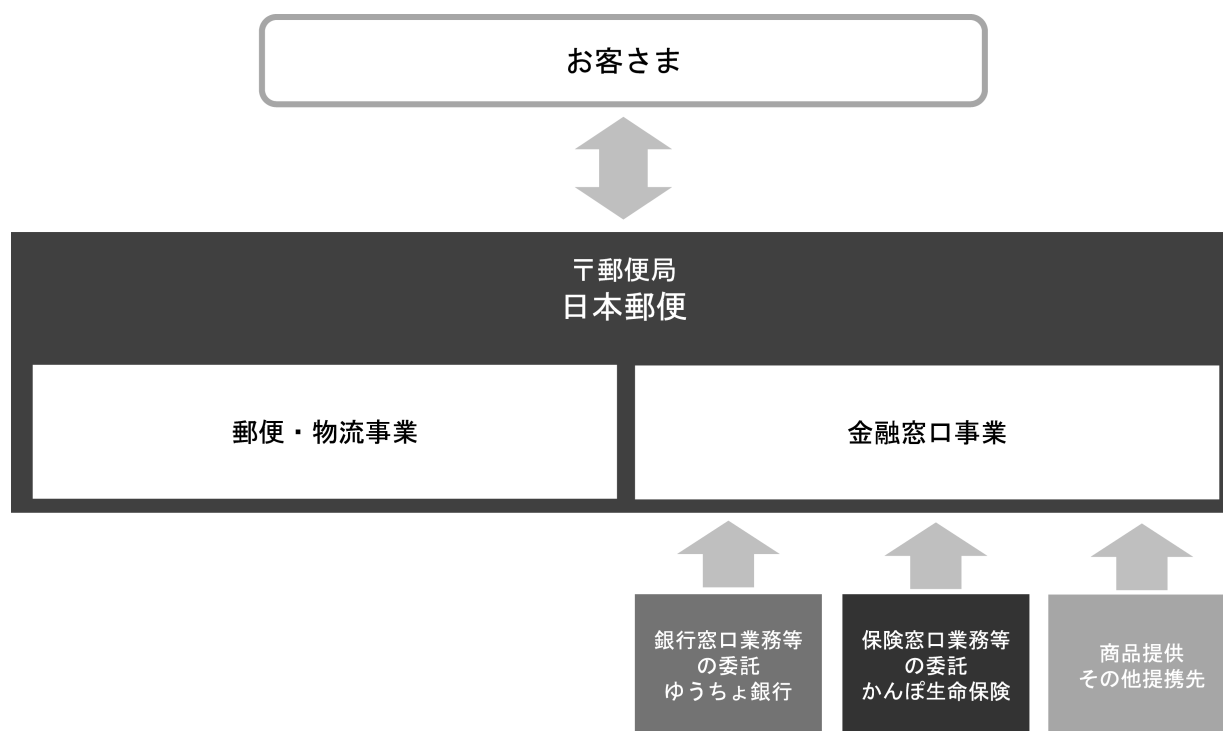 お客さま
〒郵便局
日本郵便
郵便・物流事業
金融窓口事業
銀行窓口業務等
の委託
ゆうちょ銀行
保険窓口業務等
の委託
かんぽ生命保険
商品提供
その他提携先